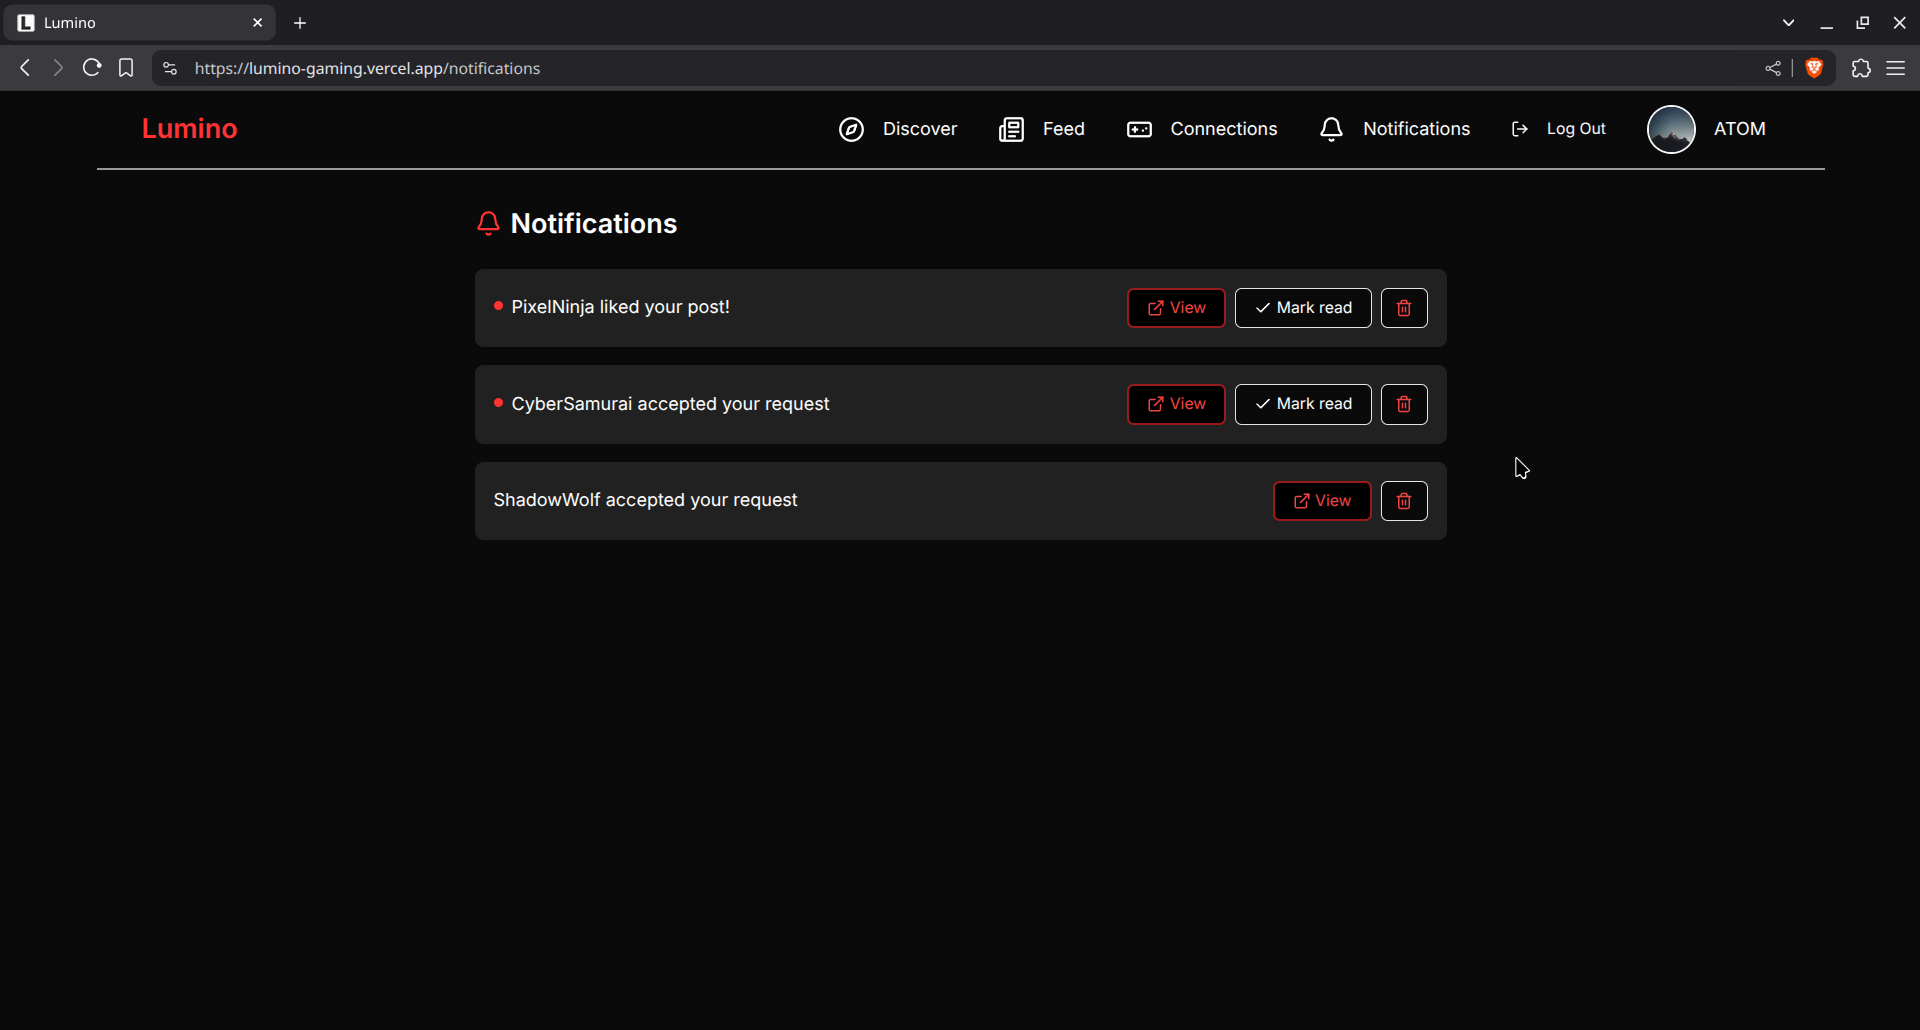 Lumino
https://lumino-gaming.vercel.app/notifications
Lumino
Discover
Feed
Connections
Notifications
Log Out
ATOM
Notifications
PixelNinja liked your post!
View
Mark read
CyberSamurai accepted your request
View
Mark read
ShadowWolf accepted your request
View